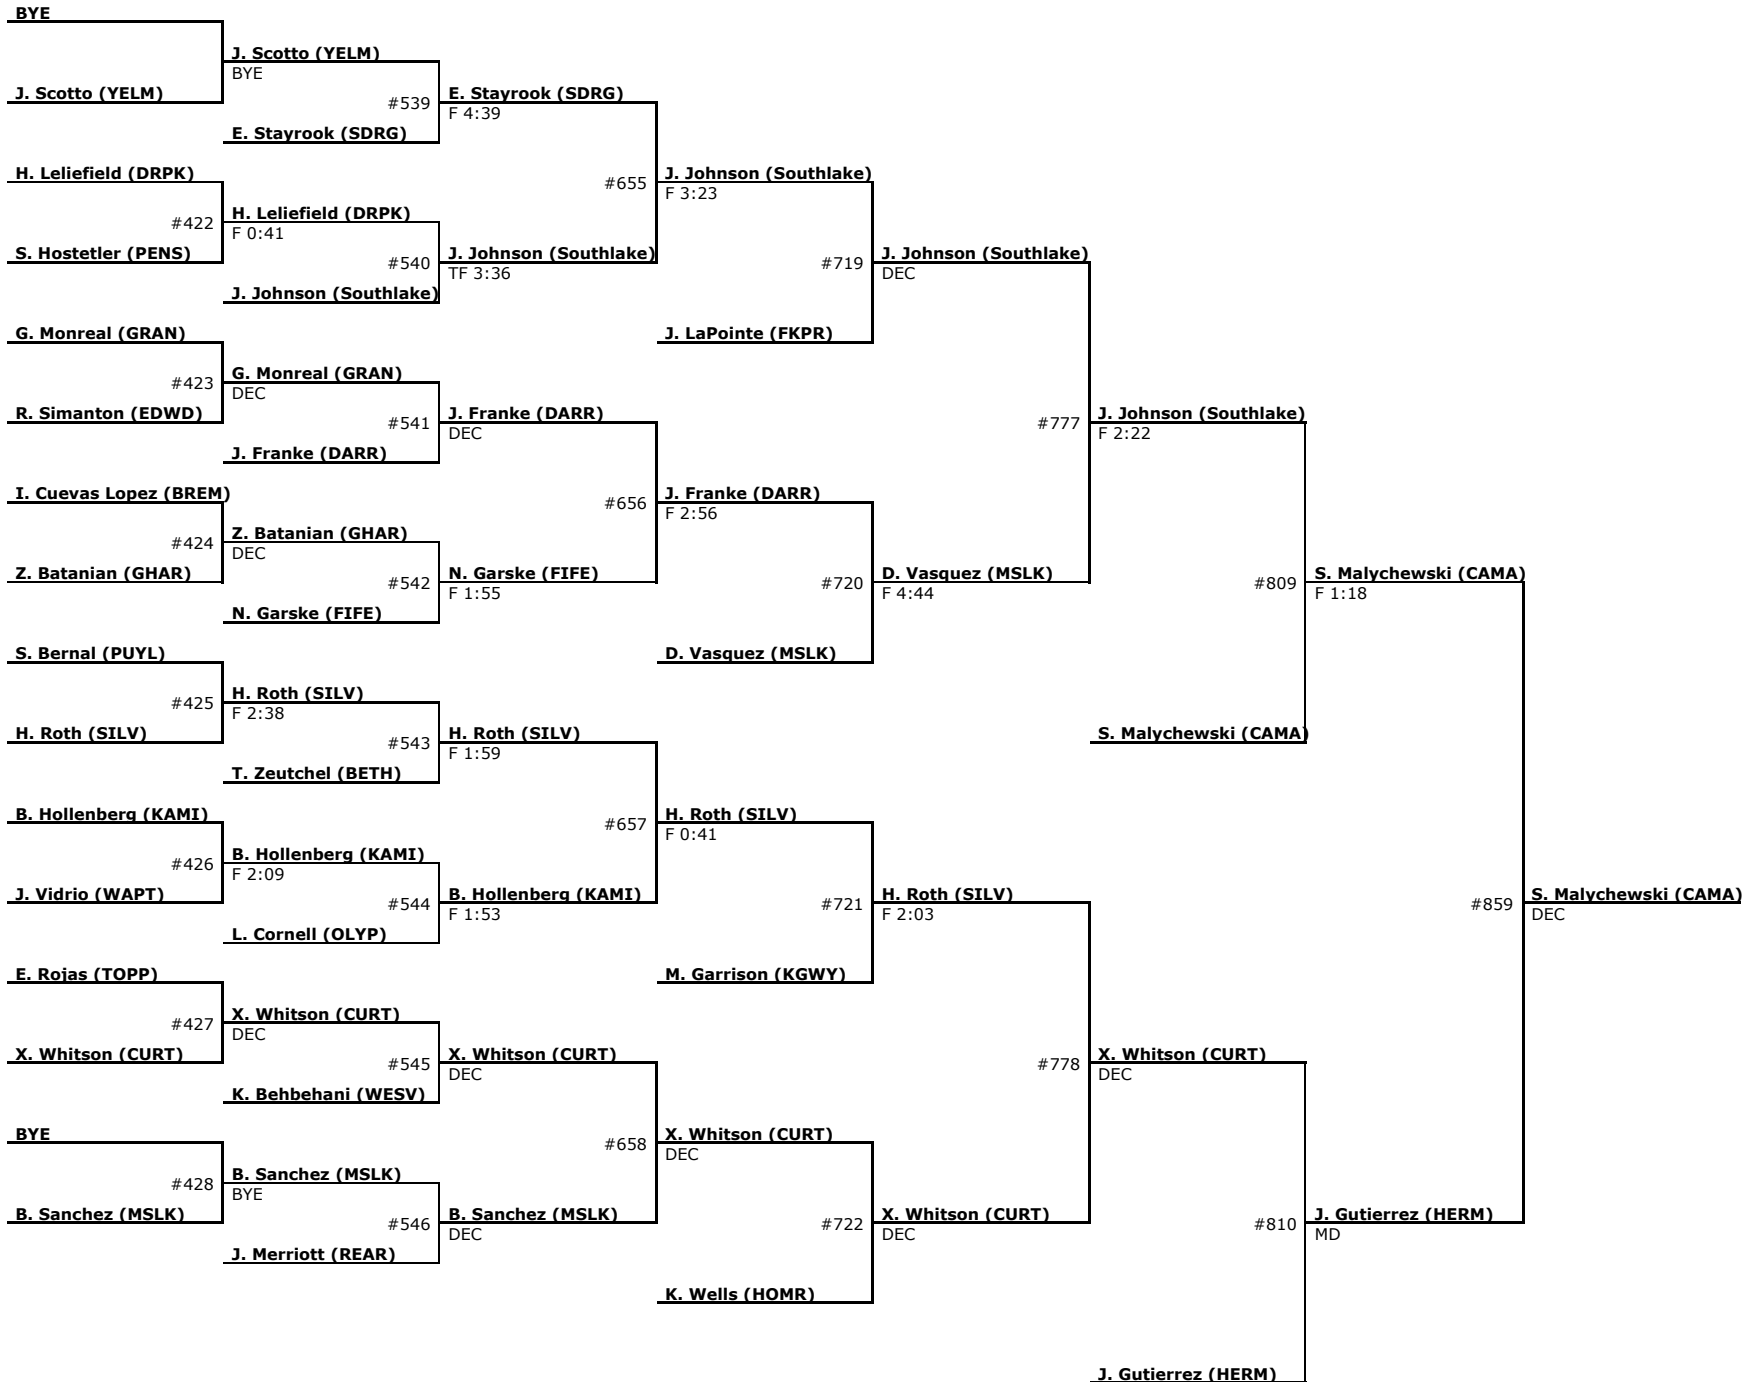 BYE
J. Scotto (YELM)
BYE
J. Scotto (YELM)
#539
E. Stayrook (SDRG)
F 4:39
E. Stayrook (SDRG)
H. Leliefield (DRPK)
#655
J. Johnson (Southlake)
F 3:23
#422
H. Leliefield (DRPK)
F 0:41
S. Hostetler (PENS)
#540
J. Johnson (Southlake)
TF 3:36
#719
J. Johnson (Southlake)
DEC
J. Johnson (Southlake)
G. Monreal (GRAN)
J. LaPointe (FKPR)
#423
G. Monreal (GRAN)
DEC
R. Simanton (EDWD)
#541
J. Franke (DARR)
DEC
#777
J. Johnson (Southlake)
F 2:22
J. Franke (DARR)
I. Cuevas Lopez (BREM)
#656
J. Franke (DARR)
F 2:56
#424
Z. Batanian (GHAR)
DEC
Z. Batanian (GHAR)
#542
N. Garske (FIFE)
F 1:55
#720
D. Vasquez (MSLK)
F 4:44
#809
S. Malychewski (CAMA)
F 1:18
N. Garske (FIFE)
S. Bernal (PUYL)
D. Vasquez (MSLK)
#425
H. Roth (SILV)
F 2:38
H. Roth (SILV)
#543
H. Roth (SILV)
F 1:59
S. Malychewski (CAMA)
T. Zeutchel (BETH)
B. Hollenberg (KAMI)
#657
H. Roth (SILV)
F 0:41
#426
B. Hollenberg (KAMI)
F 2:09
J. Vidrio (WAPT)
#544
B. Hollenberg (KAMI)
F 1:53
#721
H. Roth (SILV)
F 2:03
#859
S. Malychewski (CAMA)
DEC
L. Cornell (OLYP)
E. Rojas (TOPP)
M. Garrison (KGWY)
#427
X. Whitson (CURT)
DEC
X. Whitson (CURT)
#545
X. Whitson (CURT)
DEC
#778
X. Whitson (CURT)
DEC
K. Behbehani (WESV)
BYE
#658
X. Whitson (CURT)
DEC
#428
B. Sanchez (MSLK)
BYE
B. Sanchez (MSLK)
#546
B. Sanchez (MSLK)
DEC
#722
X. Whitson (CURT)
DEC
#810
J. Gutierrez (HERM)
MD
J. Merriott (REAR)
K. Wells (HOMR)
J. Gutierrez (HERM)